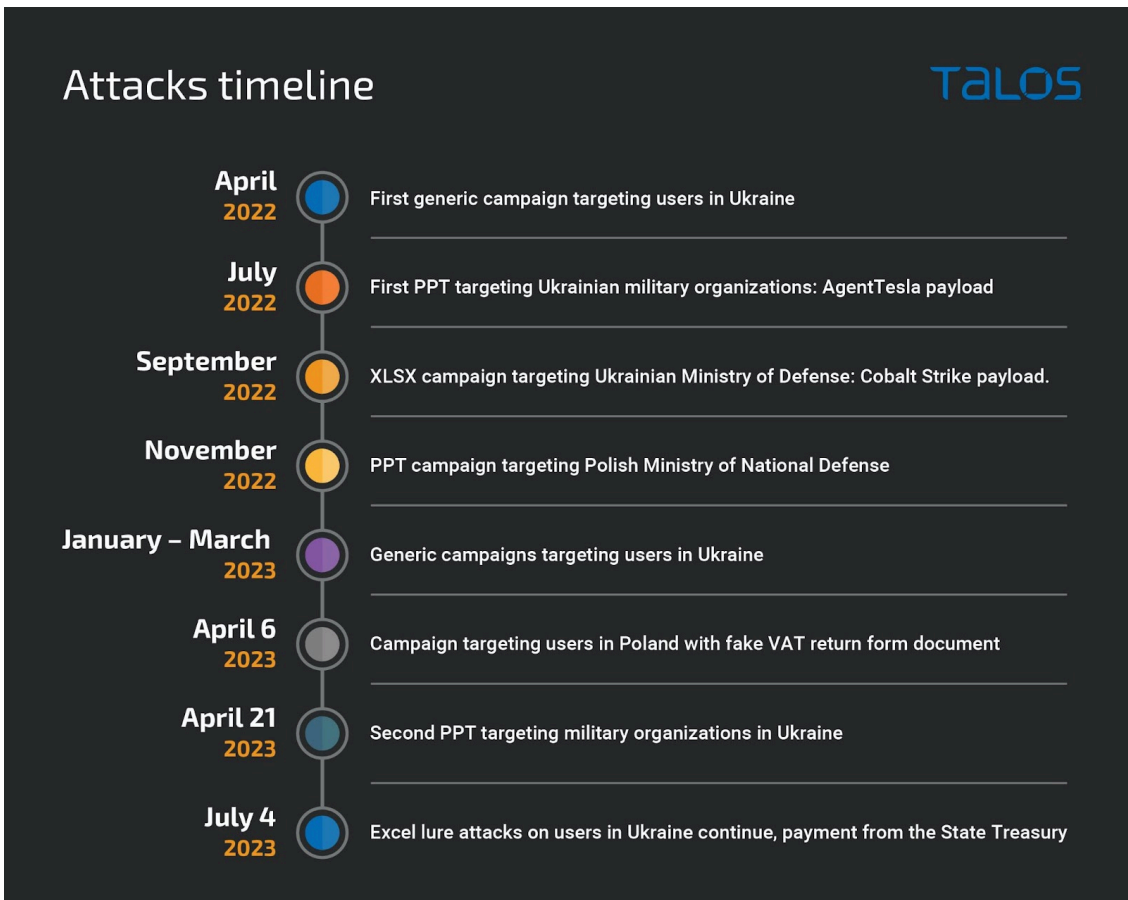 Attacks timeline
TALOS
April
2022
First generic campaign targeting users in Ukraine
July
2022
First PPT targeting Ukrainian military organizations: AgentTesla payload
September
2022
XLSX campaign targeting Ukrainian Ministry of Defense: Cobalt Strike payload.
November
2022
PPT campaign targeting Polish Ministry of National Defense
January – March
2023
Generic campaigns targeting users in Ukraine
April 6
2023
Campaign targeting users in Poland with fake VAT return form document
April 21
2023
Second PPT targeting military organizations in Ukraine
July 4
2023
Excel lure attacks on users in Ukraine continue, payment from the State Treasury